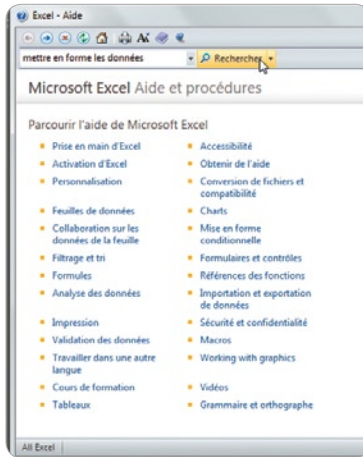 Excel - Aide
mettre en forme les données
Rechercher
Microsoft Excel Aide et procédures
Parcourir l'aide de Microsoft Excel
Prise en main d'Excel
Accessibilité
Activation d'Excel
Obtenir de l'aide
Personnalisation
Conversion de fichiers et
compatibilité
Feuilles de données
Charts
Collaboration sur les
données de la feuille
Mise en forme
conditionnelle
Filtrage et tri
Formulaires et contrôles
Formules
Références des fonctions
Analyse des données
Importation et exportation
de données
Impression
Sécurité et confidentialité
Validation des données
Macros
Travailler dans une autre
langue
Working with graphics
Cours de formation
Vidéos
Tableaux
Grammaire et orthographe
All Excel